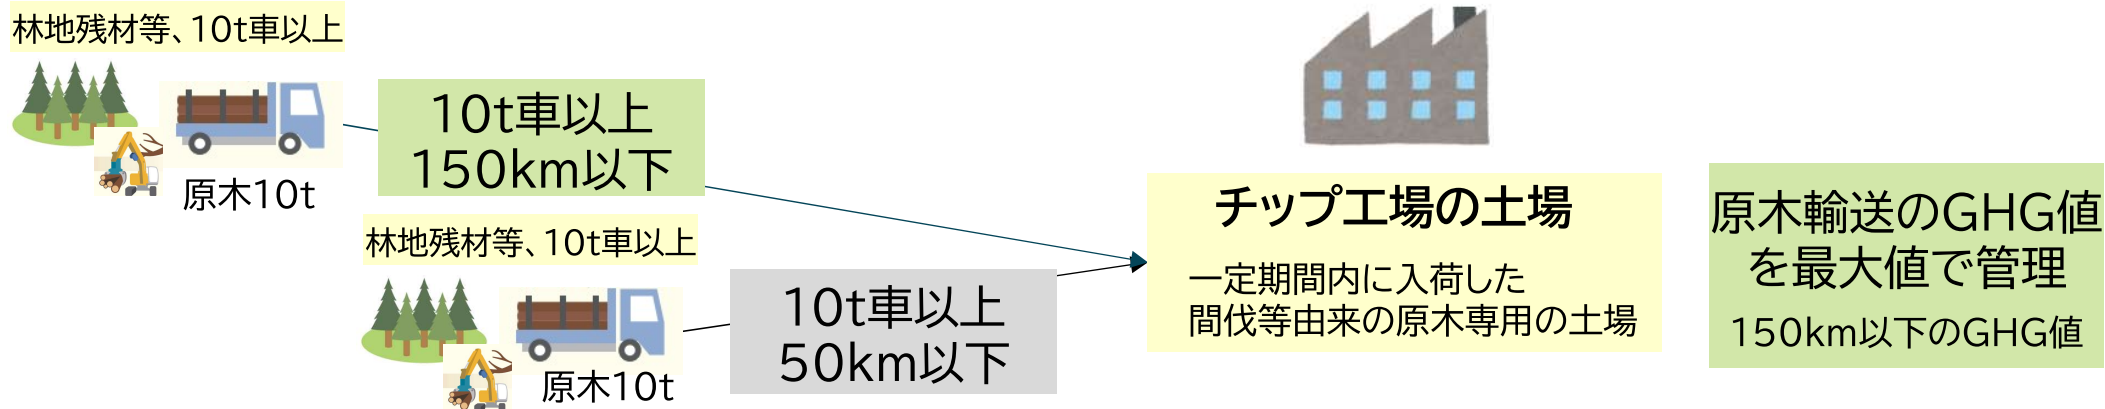 林地残材等、10t車以上
原木10t
10t車以上
150km以下
林地残材等、10t車以上
原木10t
10t車以上
50km以下
チップ工場の土場
一定期間内に入荷した
間伐等由来の原木専用の土場
原木輸送のGHG値
を最大値で管理
150km以下のGHG値